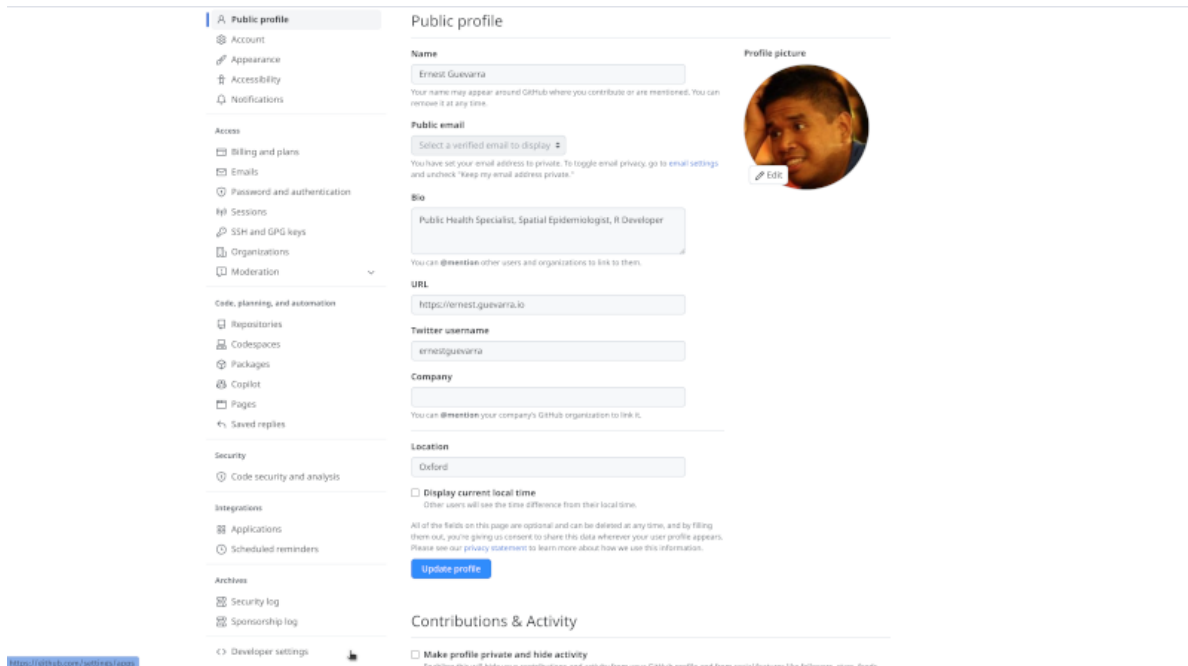 Public profile
Account
Appearance
Accessibility
Notifications
Access
Billing and plans
Emails
Password and authentication
Sessions
SSH and GPG keys
Organizations
Moderation
Code, planning, and automation
Repositories
Codespaces
Packages
Copilot
Pages
Saved replies
Security
Code security and analysis
Integrations
Applications
Scheduled reminders
Archives
Security log
Sponsorship log
Developer settings
https://github.com/settings/apps
Public profile
Name
Ernest Guevarra
Your name may appear around GitHub where you contribute or are mentioned. You can
remove it at any time.
Public email
Select a verified email to display
You have set your email address to private. To toggle email privacy, go to email settings
and uncheck "Keep my email address private."
Bio
Public Health Specialist, Spatial Epidemiologist, R Developer
You can @mention other users and organizations to link to them.
URL
https://ernest.guevarra.io
Twitter username
ernestguevarra
Company
You can @mention your company's GitHub organization to link it.
Location
Oxford
Display current local time
Other users will see the time difference from their local time.
All of the fields on this page are optional and can be deleted at any time, and by filling
them out, you're giving us consent to share this data wherever your user profile appears.
Please see our privacy statement to learn more about how we use this information.
Update profile
Contributions & Activity
Make profile private and hide activity
Profile picture
Edit